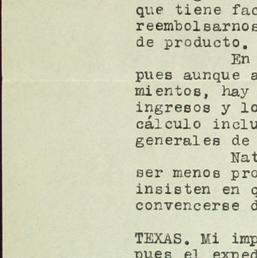 que tiene fac
reembolsarnos
de producto.
En
pues aunque a
mientos, hay
ingresos y lo
cálculo inclu
generales de
Nat
ser menos pro
insisten en q
convencerse d
TEXAS. Mi imp
pues el exped